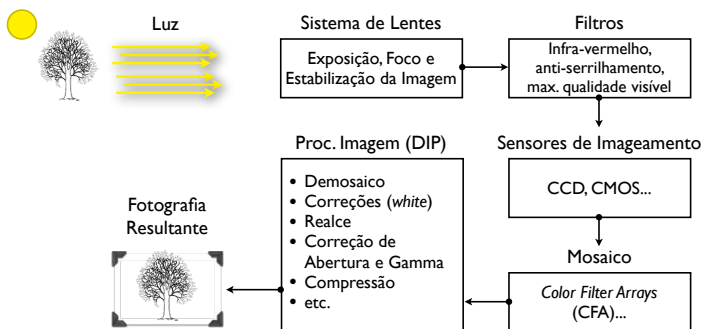 Luz
Sistema de Lentes
Exposição, Foco e
Estabilização da Imagem
Filtros
Infra-vermelho,
anti-serrilhamento,
max. qualidade visível
Sensores de Imageamento
CCD, CMOS...
Mosaico
Color Filter Arrays
(CFA)...
Proc. Imagem (DIP)
• Demosaico
• Correções (white)
• Realce
• Correção de
Abertura e Gamma
• Compressão
• etc.
Fotografia
Resultante